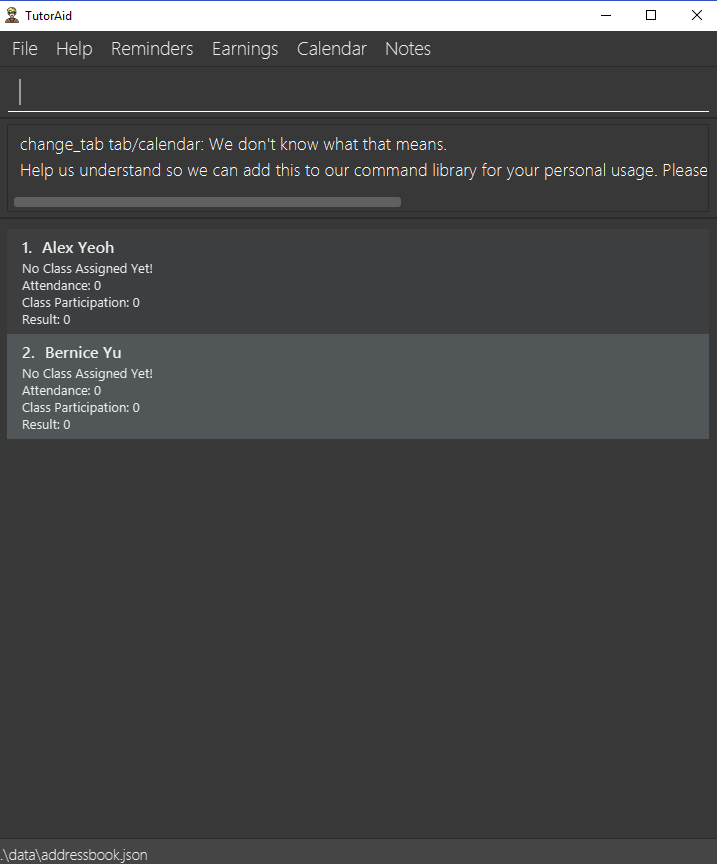 TutorAid
File Help Reminders Earnings Calendar Notes
change_tab tab/calendar: We don't know what that means.
Help us understand so we can add this to our command library for your personal usage. Please
1. Alex Yeoh
No Class Assigned Yet!
Attendance: 0
Class Participation: 0
Result: 0
2. Bernice Yu
No Class Assigned Yet!
Attendance: 0
Class Participation: 0
Result: 0
.\data\addressbook.json